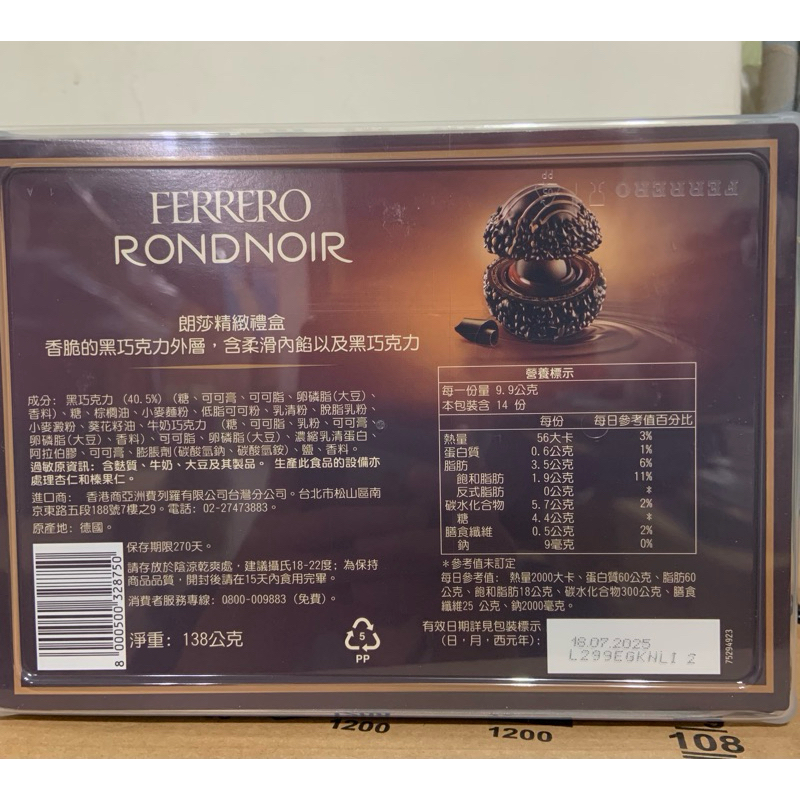 FERRERO
FERRERO
RONDNOIR
朗莎精緻禮盒
香脆的黑巧克力外層，含柔滑內餡以及黑巧克力
成分: 黑巧克力 (40.5%) (糖、可可膏、可可脂、卵磷脂(大豆)、
香料)、糖、棕櫚油、小麥麵粉、低脂可可粉、乳清粉、脫脂乳粉、
小麥澱粉、葵花籽油、牛奶巧克力 (糖、可可脂、乳粉、可可膏、
卵磷脂(大豆)、香料)、可可脂、卵磷脂(大豆)、濃縮乳清蛋白、
阿拉伯膠、可可膏、膨脹劑(碳酸氫鈉、碳酸氫銨)、鹽、香料。
過敏原資訊: 含麩質、牛奶、大豆及其製品。 生產此食品的設備亦
處理杏仁和榛果仁。
進口商: 香港商亞洲費列羅有限公司台灣分公司。台北市松山區南
京東路五段188號7樓之9。電話: 02-27473883。
原產地: 德國。
保存期限270天。
請存放於陰涼乾爽處，建議攝氏18-22度; 為保持
商品品質，開封後請在15天內食用完畢。
消費者服務專線: 0800-009883 (免費)。
8 000500 328750
淨重: 138公克
5
PP
營養標示
每一份量 9.9公克
本包裝含 14 份
每份 每日參考值百分比
熱量 56大卡 3%
蛋白質 0.6公克 1%
脂肪 3.5公克 6%
飽和脂肪 1.9公克 11%
反式脂肪 0公克 *
碳水化合物 5.7公克 2%
糖 4.4公克 *
膳食纖維 0.5公克 2%
鈉 9毫克 0%
*參考值未訂定
每日參考值: 熱量2000大卡、蛋白質60公克、脂肪60
公克、飽和脂肪18公克、碳水化合物300公克、膳食
纖維25 公克、鈉2000毫克。
有效日期詳見包裝標示
(日，月，西元年):
18.07.2025
L299EGKNLI 2
75294923
1200
1200
108